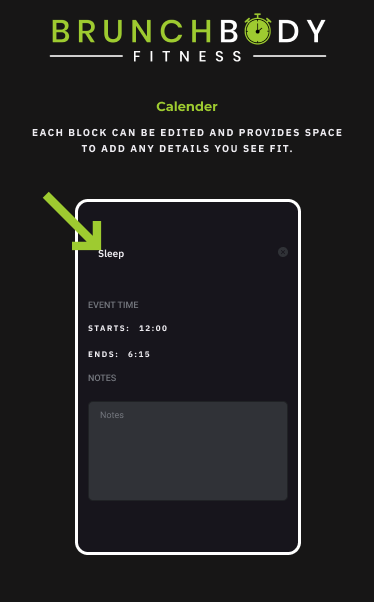 BRUNCHBODY
FITNESS
Calender
EACH BLOCK CAN BE EDITED AND PROVIDES SPACE
TO ADD ANY DETAILS YOU SEE FIT.
Sleep
EVENT TIME
STARTS: 12:00
ENDS: 6:15
NOTES
Notes